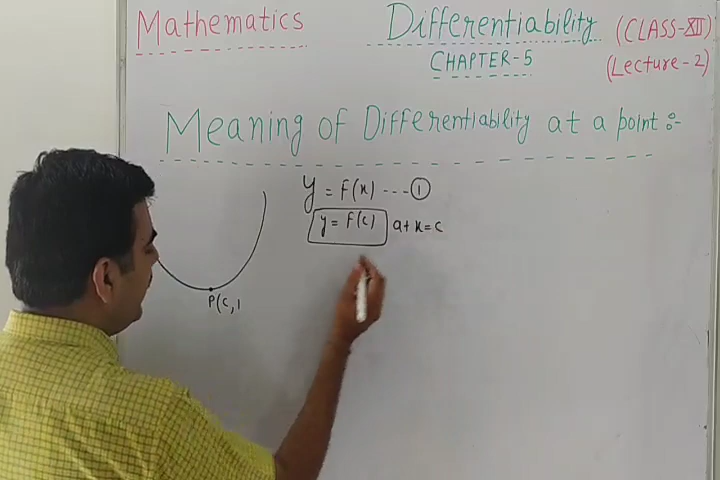 Mathematics
Differentiability (CLASS-XII)
CHAPTER-5
(Lecture-2)
Meaning of Differentiability at a point :-
y = f(x) ---- ①
y = f(c) at x = c
P(c,